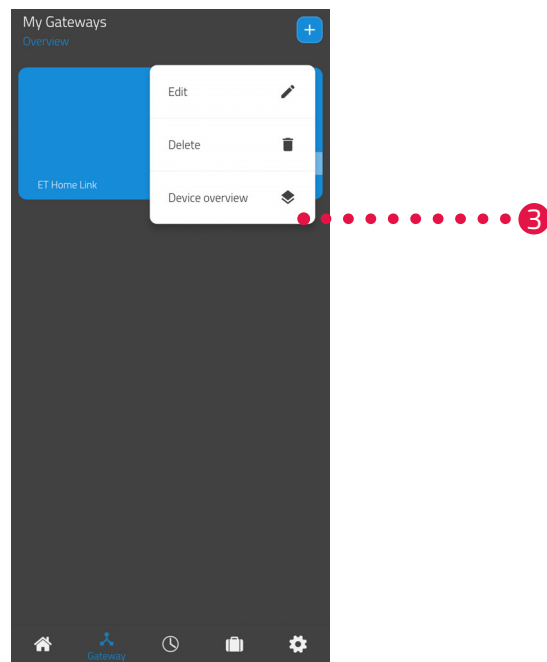 My Gateways
Overview
+
Edit
Delete
ET Home Link
Device overview
3
Gateway